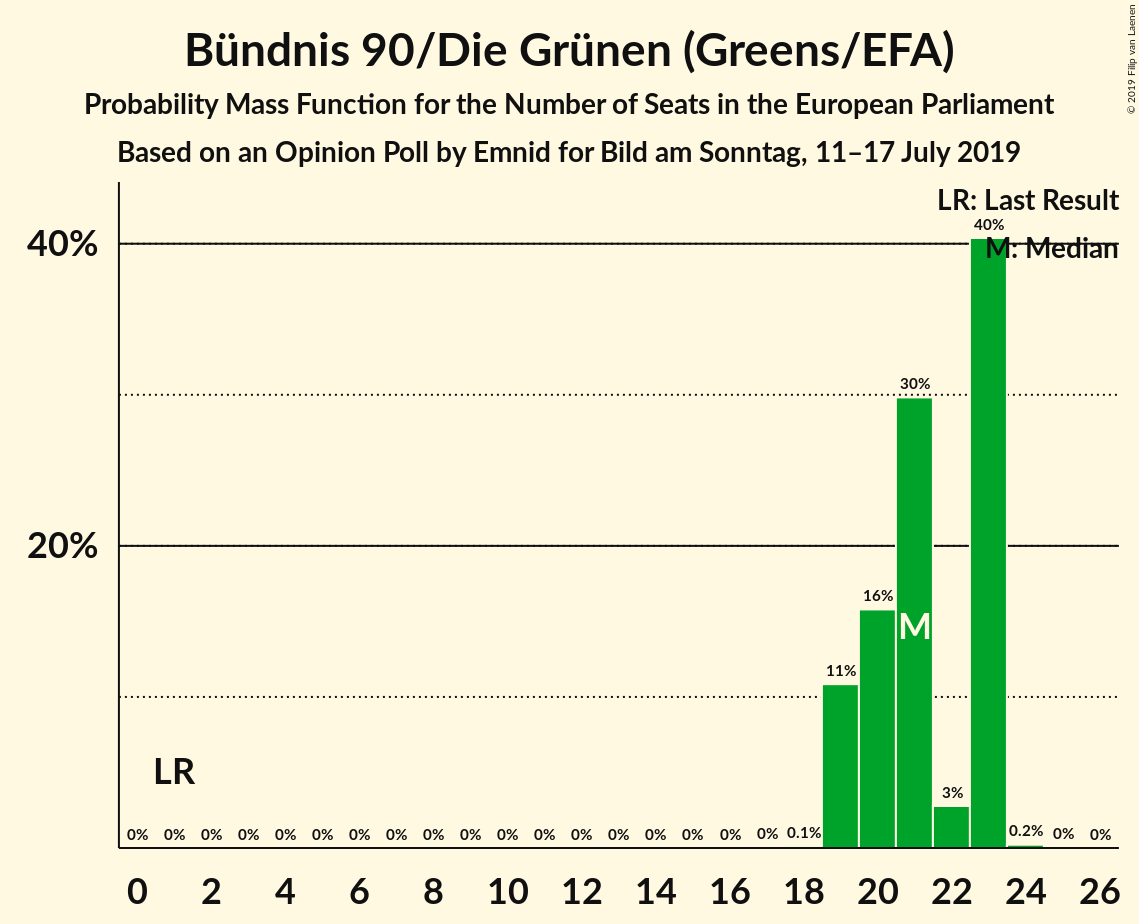 Bündnis 90/Die Grünen (Greens/EFA)
Probability Mass Function for the Number of Seats in the European Parliament
Based on an Opinion Poll by Emnid for Bild am Sonntag, 11–17 July 2019
© 2019 Filip van Laenen
LR: Last Result
M: Median
40%
40%
30%
20%
16%
M
11%
LR
3%
0% 0% 0% 0% 0% 0% 0% 0% 0% 0% 0% 0% 0% 0% 0% 0% 0% 0% 0.1% 0.2% 0% 0%
0 2 4 6 8 10 12 14 16 18 20 22 24 26